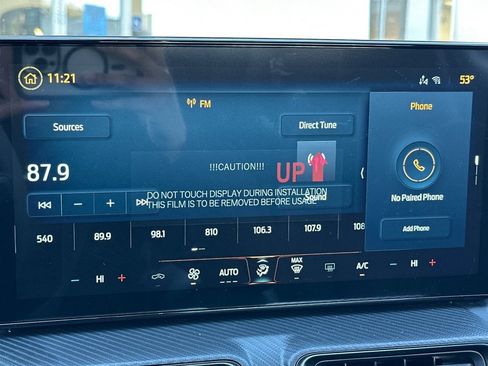 11:21
53°
FM
Phone
Sources
Direct Tune
87.9
!!!CAUTION!!!
UP
DO NOT TOUCH DISPLAY DURING INSTALLATION
THIS FILM IS TO BE REMOVED BEFORE USAGE
Sound
No Paired Phone
Add Phone
540 89.9 98.1 810 106.3 107.9 108
HI AUTO MAX A/C HI